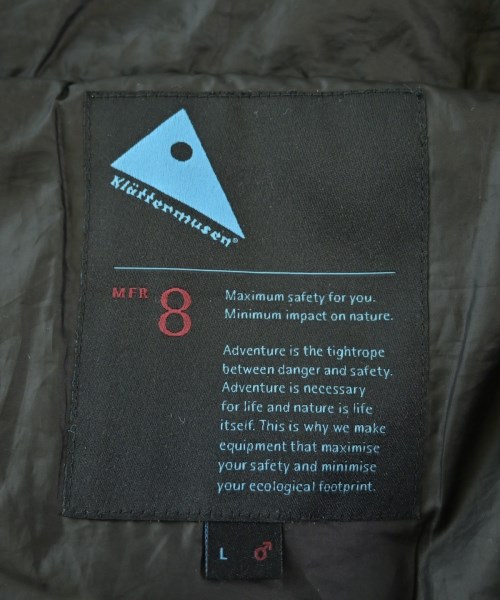 Klättermusen®
MFR 8
Maximum safety for you.
Minimum impact on nature.
Adventure is the tightrope
between danger and safety.
Adventure is necessary
for life and nature is life
itself. This is why we make
equipment that maximise
your safety and minimise
your ecological footprint.
L ♂